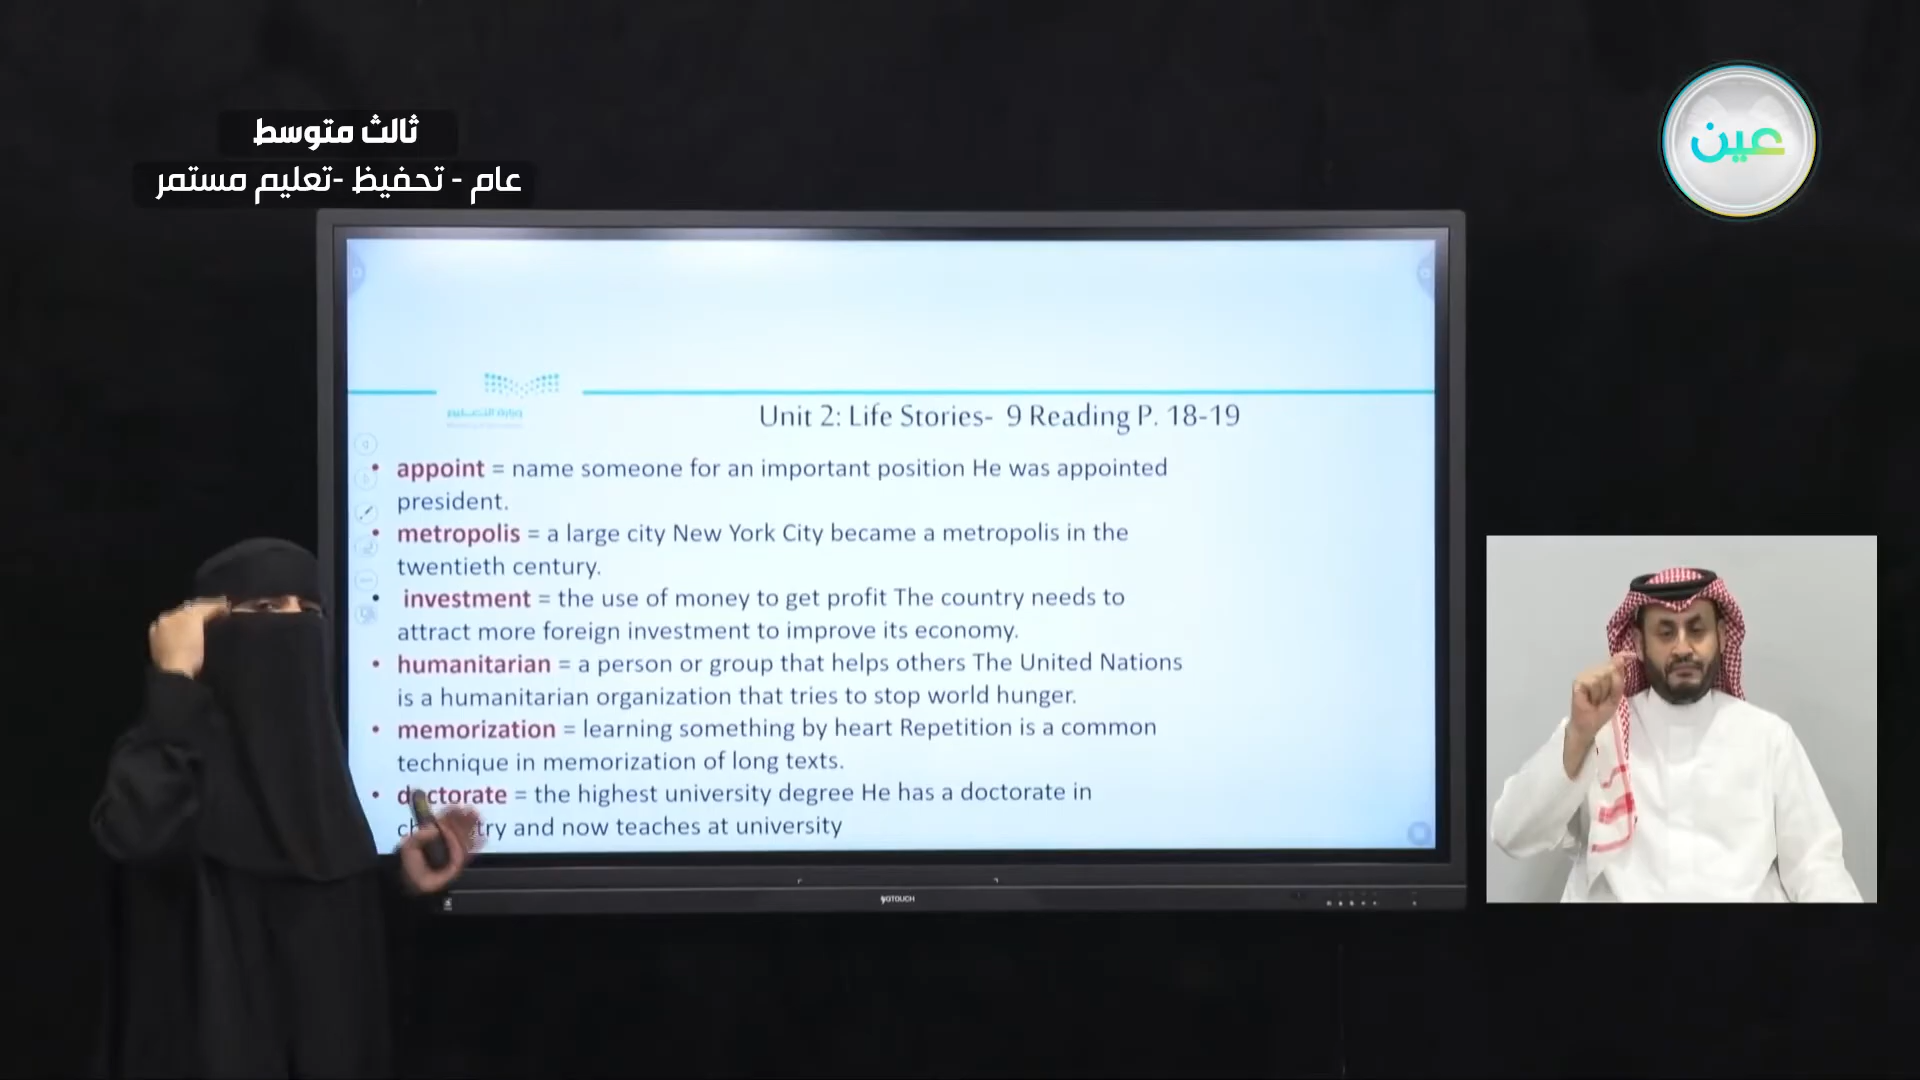 ثالث متوسط
عام - تحفيظ -تعليم مستمر
عين
وزارة التعليم
Unit 2: Life Stories- 9 Reading P. 18-19
• appoint = name someone for an important position He was appointed
president.
• metropolis = a large city New York City became a metropolis in the
twentieth century.
• investment = the use of money to get profit The country needs to
attract more foreign investment to improve its economy.
• humanitarian = a person or group that helps others The United Nations
is a humanitarian organization that tries to stop world hunger.
• memorization = learning something by heart Repetition is a common
technique in memorization of long texts.
• doctorate = the highest university degree He has a doctorate in
and now teaches at university